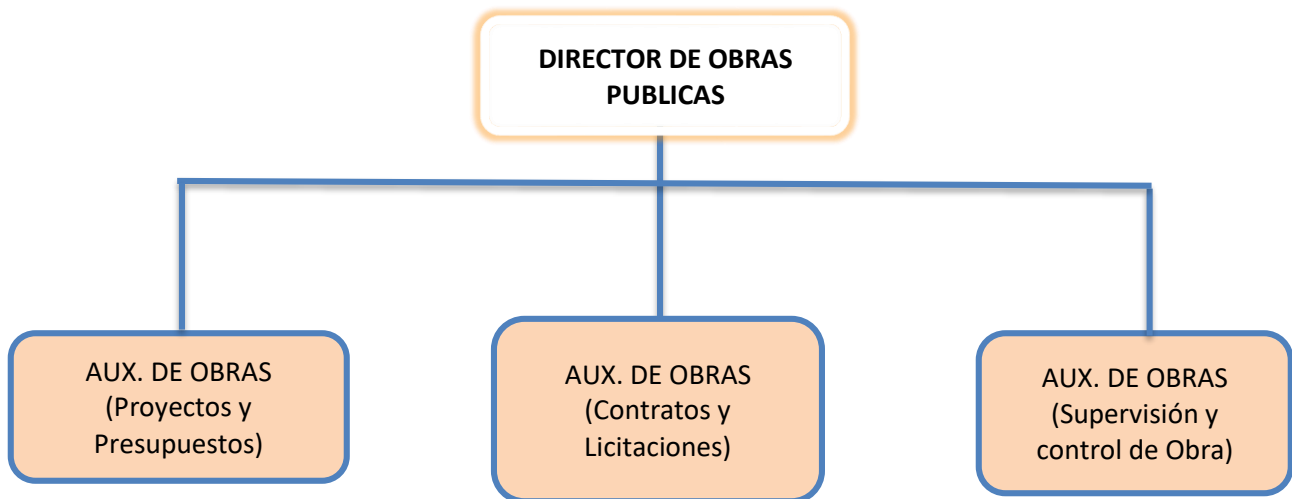 DIRECTOR DE OBRAS
PUBLICAS
AUX. DE OBRAS
(Proyectos y
Presupuestos)
AUX. DE OBRAS
(Contratos y
Licitaciones)
AUX. DE OBRAS
(Supervisión y
control de Obra)